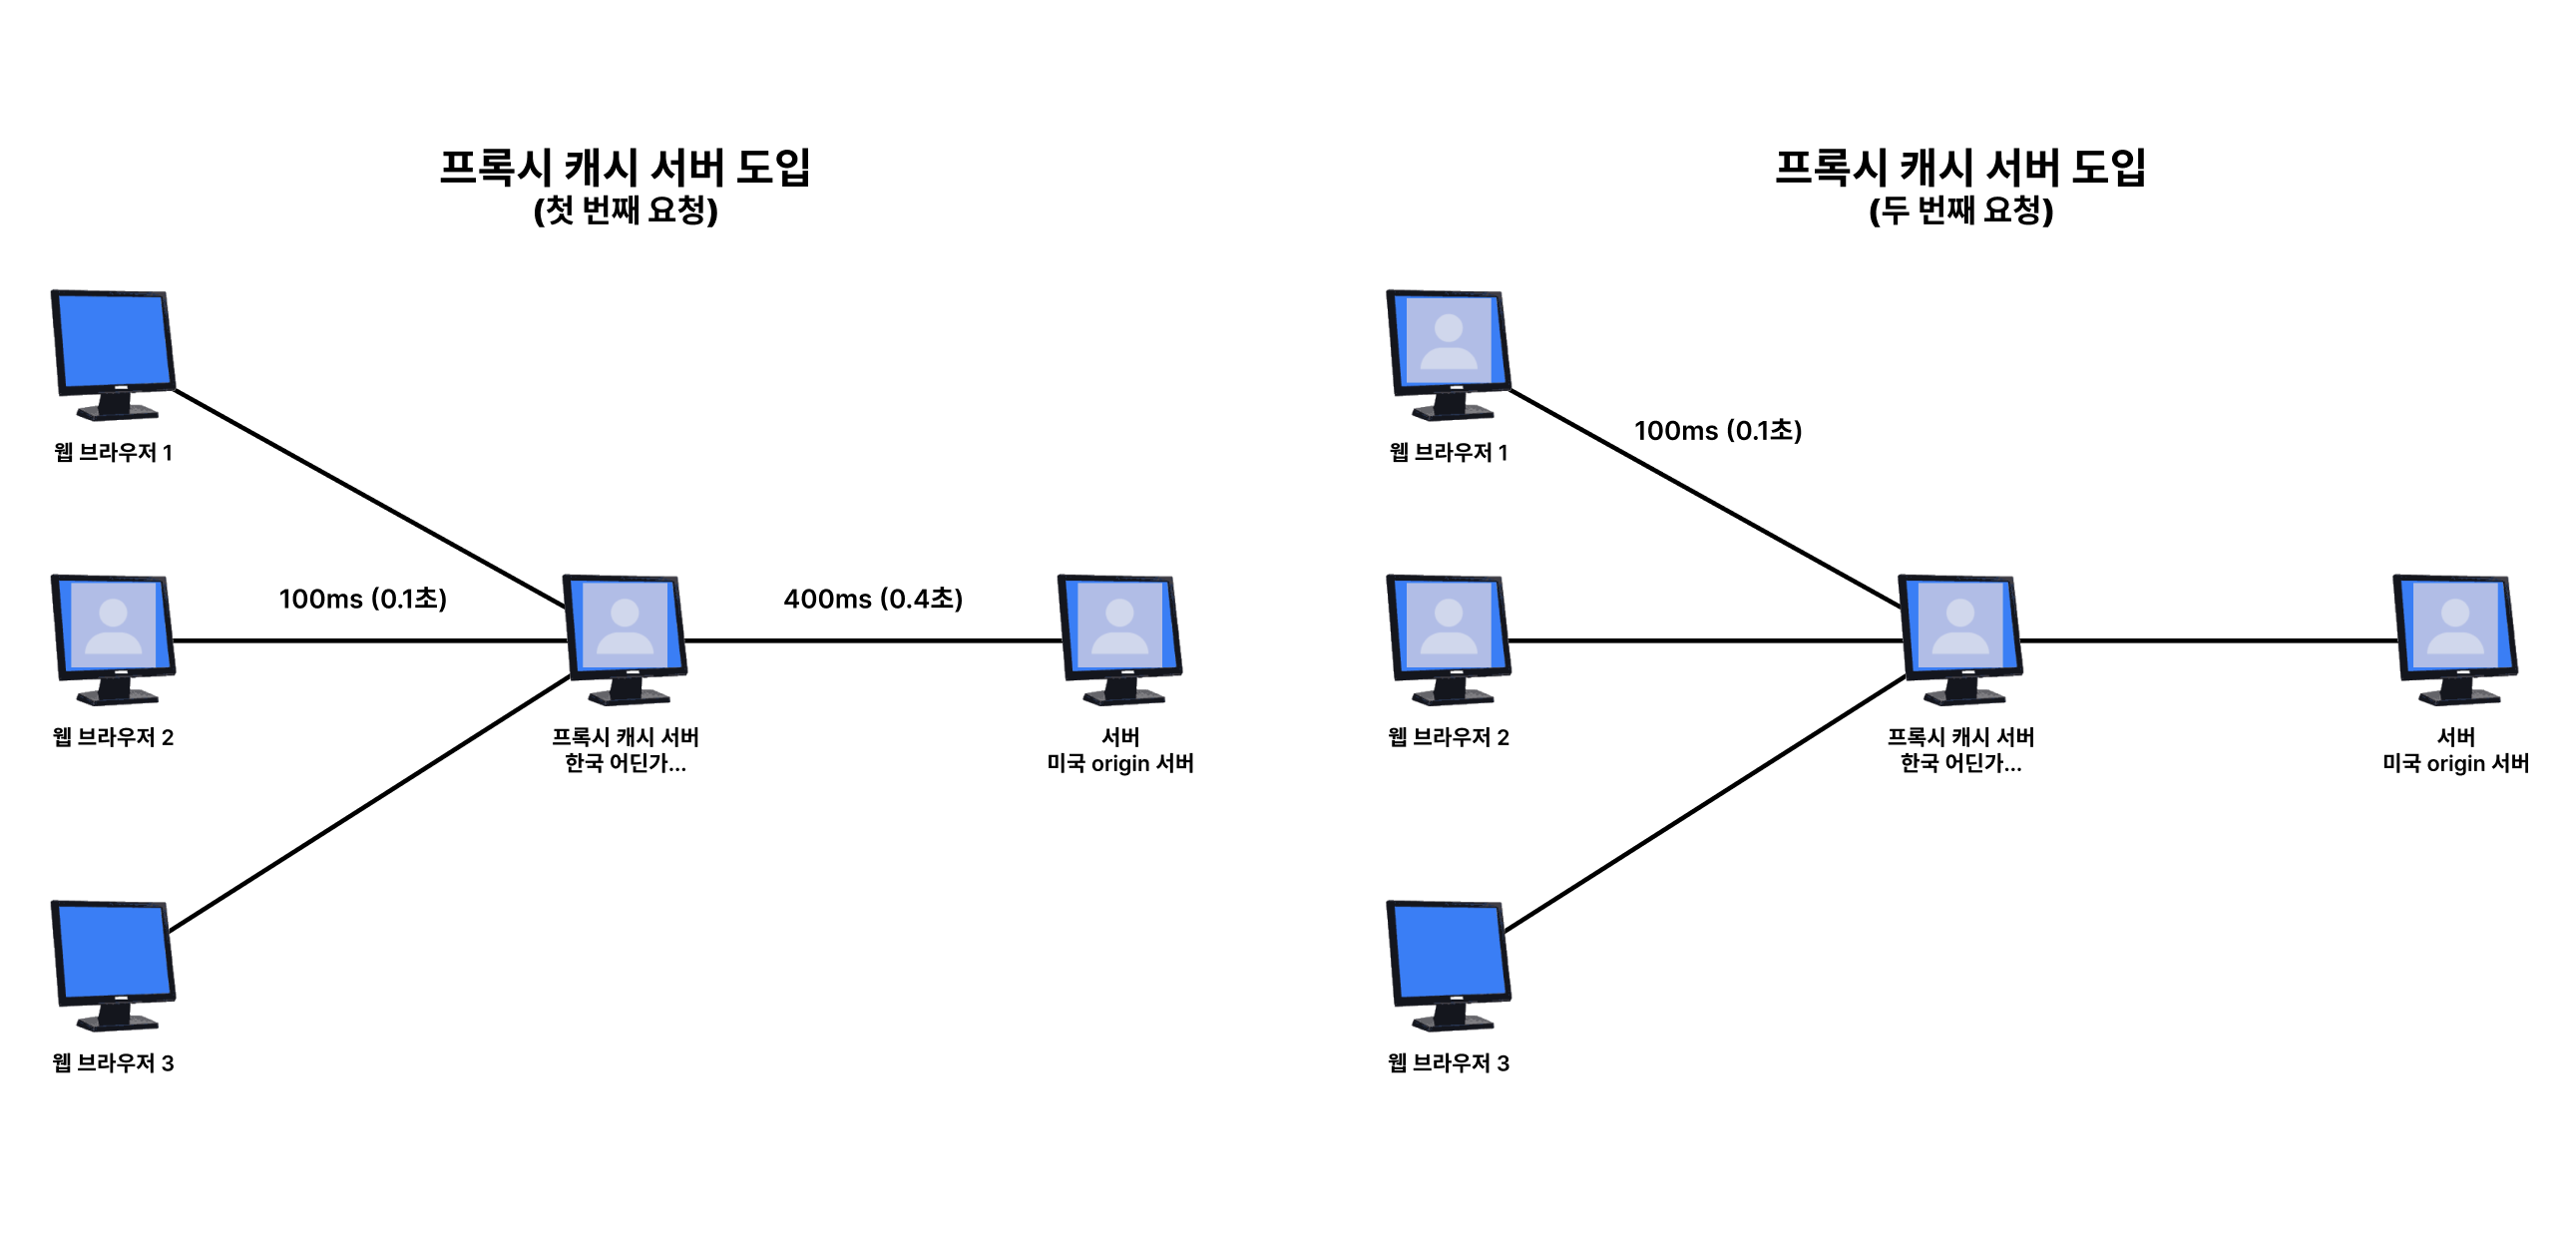 프록시 캐시 서버 도입
(첫 번째 요청)
웹 브라우저 1
100ms (0.1초)
400ms (0.4초)
웹 브라우저 2
프록시 캐시 서버
한국 어딘가...
서버
미국 origin 서버
웹 브라우저 3
프록시 캐시 서버 도입
(두 번째 요청)
100ms (0.1초)
웹 브라우저 1
웹 브라우저 2
프록시 캐시 서버
한국 어딘가...
서버
미국 origin 서버
웹 브라우저 3